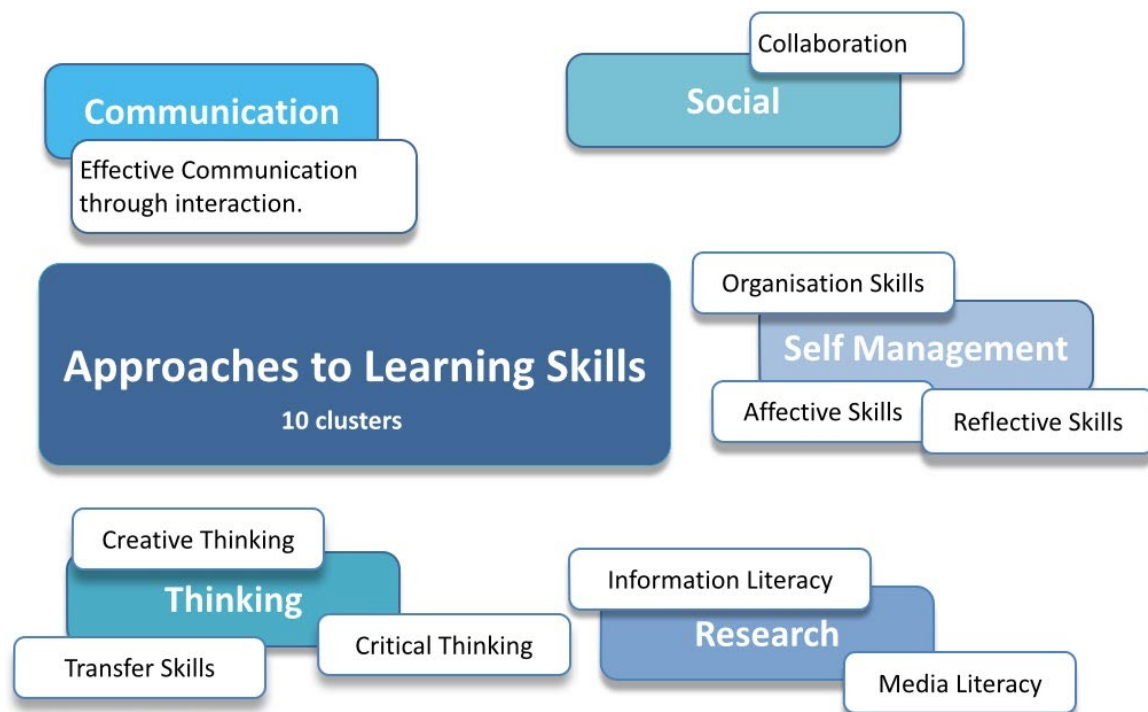 Communication
Effective Communication
through interaction.
Collaboration
Social
Approaches to Learning Skills
10 clusters
Organisation Skills
Self Management
Affective Skills
Reflective Skills
Creative Thinking
Thinking
Critical Thinking
Transfer Skills
Information Literacy
Research
Media Literacy